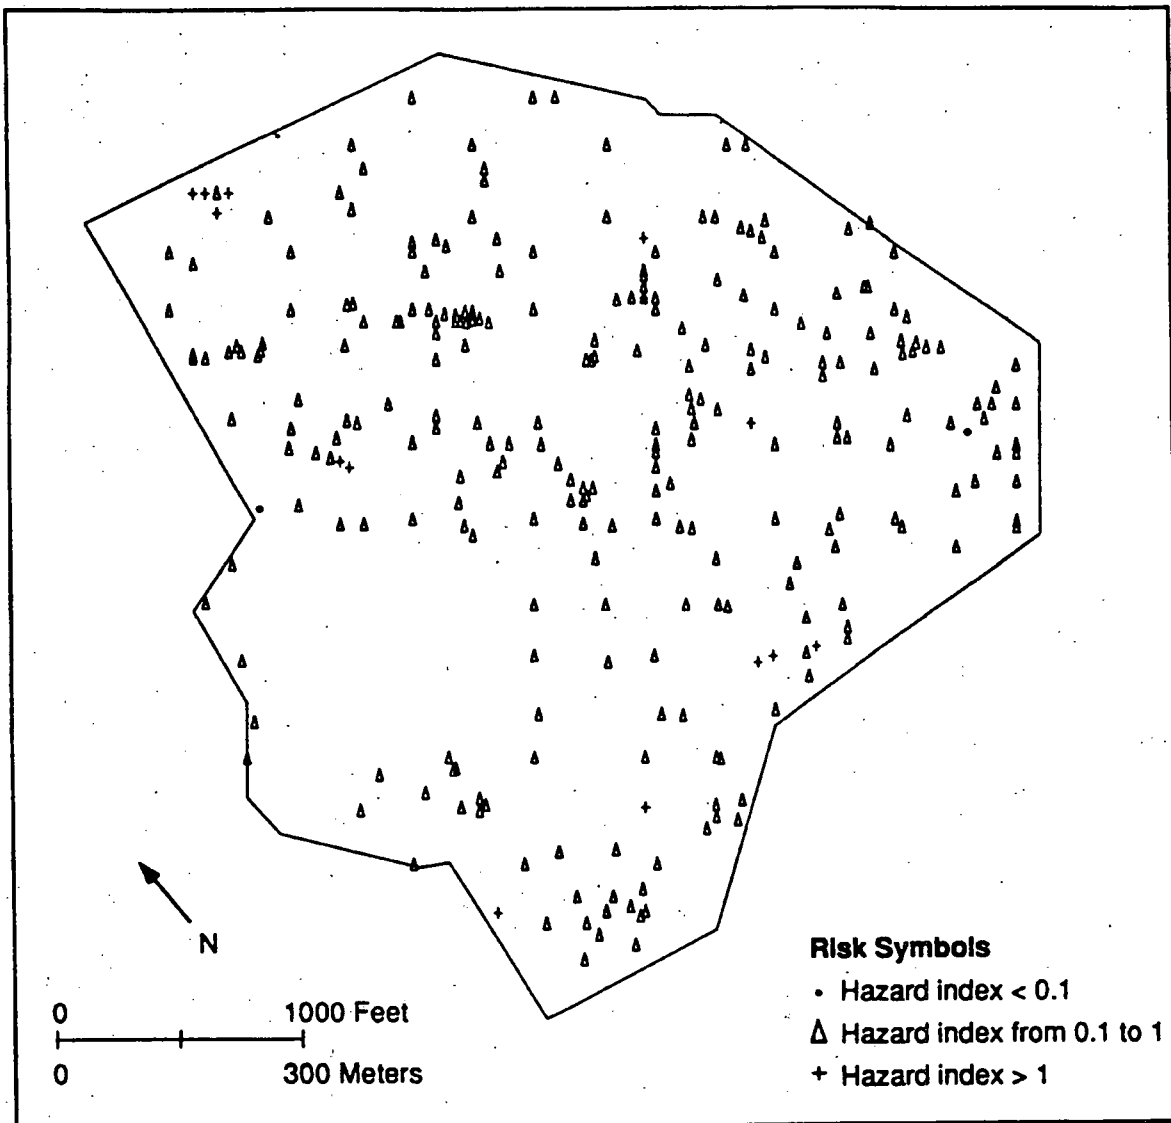 N
0 1000 Feet
0 300 Meters
Risk Symbols
Hazard index < 0.1
Hazard index from 0.1 to 1
Hazard index > 1